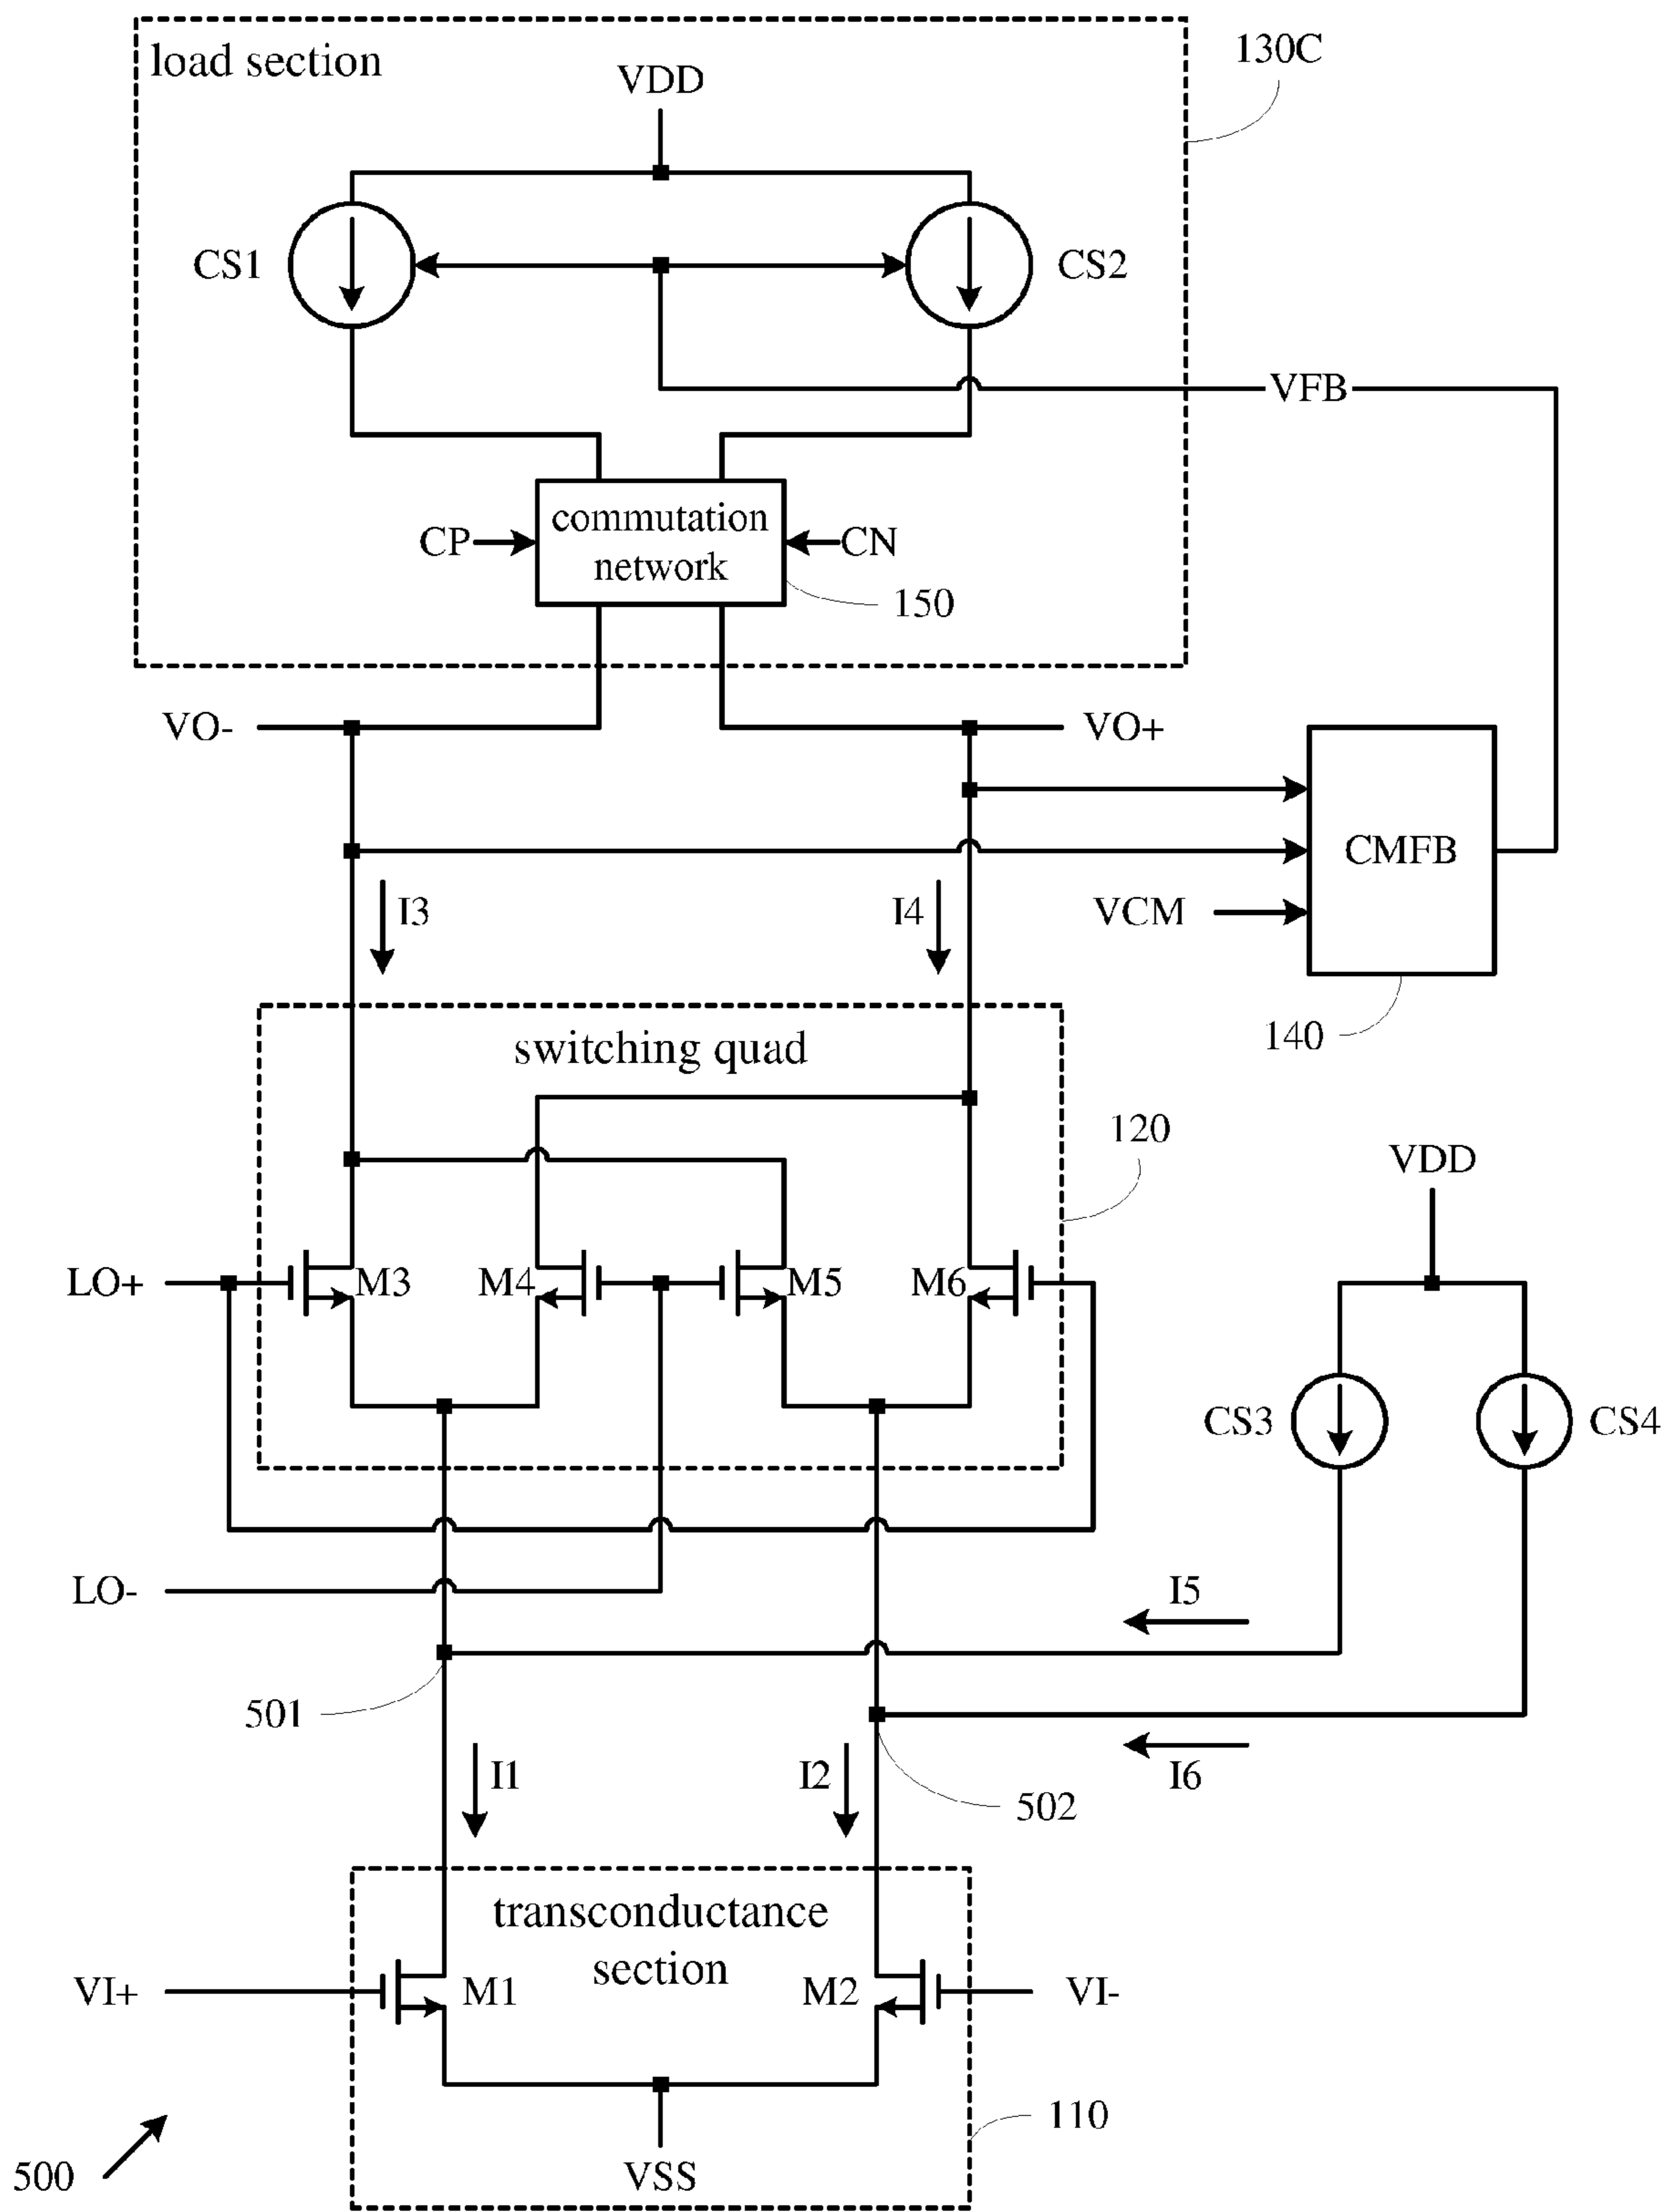 load section
130C
VDD
CS1
CS2
VFB
commutation
network
CP
CN
150
VO-
VO+
CMFB
I3
I4
VCM
switching quad
140
120
VDD
LO+
M3
M4
M5
M6
CS3
CS4
LO-
I5
501
I1
I2
I6
502
transconductance
section
VI+
M1
M2
VI-
110
500
VSS